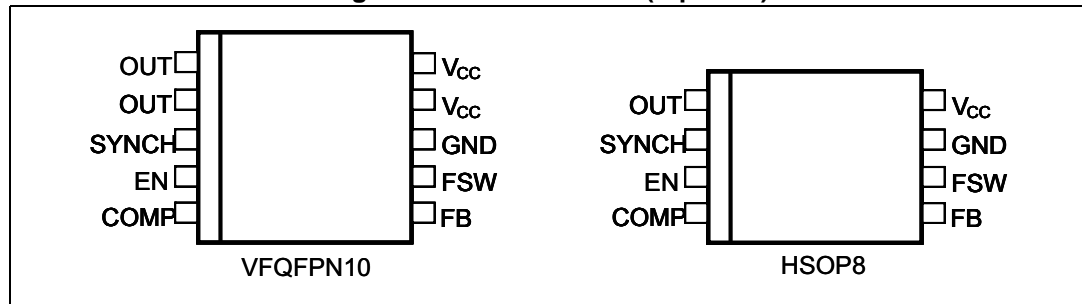 OUT VCC
OUT VCC
SYNCH GND
EN FSW
COMP FB
VFQFPN10
OUT VCC
SYNCH GND
EN FSW
COMP FB
HSOP8